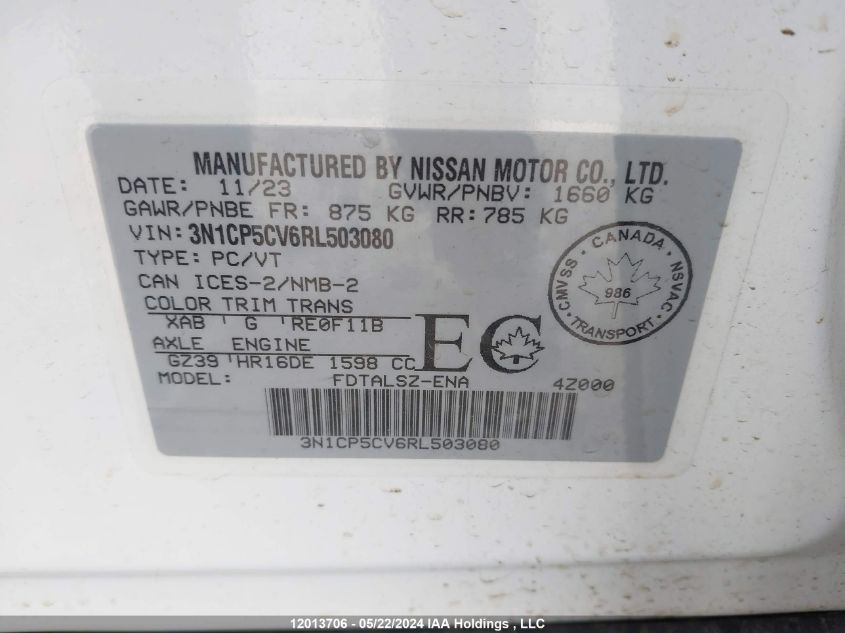 MANUFACTURED BY NISSAN MOTOR CO., LTD.
DATE: 11/23 GVWR/PNBV: 1660 KG
GAWR/PNBE FR: 875 KG RR:785 KG
VIN: 3N1CP5CV6RL503080
TYPE: PC/VT
CAN ICES-2/NMB-2
COLOR TRIM TRANS
XAB G RE0F11B
AXLE ENGINE
GZ39 HR16DE 1598 CC
EC
MODEL: FDTALSZ-ENA 4Z000
3N1CP5CV6RL503080
CMVSS · CANADA · NSVAC · TRANSPORT ·
986
12013706 - 05/22/2024 IAA Holdings , LLC